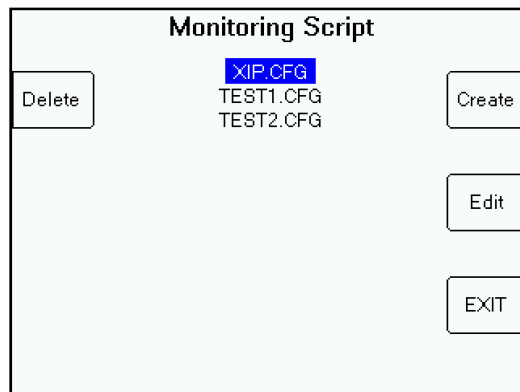 Monitoring Script
XIP.CFG
Delete
TEST1.CFG
Create
TEST2.CFG
Edit
EXIT